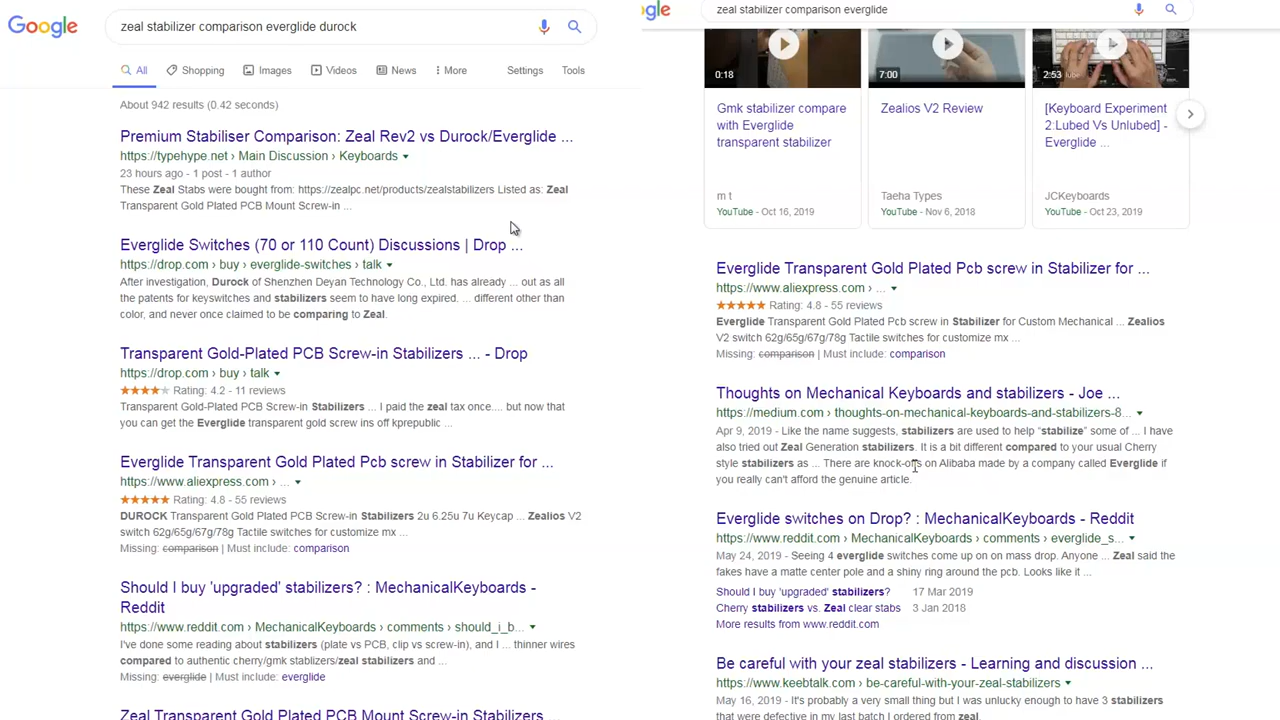 Google
zeal stabilizer comparison everglide durock
All
Shopping
Images
Videos
News
More
Settings
Tools
About 942 results (0.42 seconds)
Premium Stabiliser Comparison: Zeal Rev2 vs Durock/Everglide ...
https://typehype.net › Main Discussion › Keyboards
23 hours ago - 1 post - 1 author
These Zeal Stabs were bought from: https://zealpc.net/products/zealstabilizers Listed as: Zeal
Transparent Gold Plated PCB Mount Screw-in ...
Everglide Switches (70 or 110 Count) Discussions | Drop ...
https://drop.com › buy › everglide-switches › talk
After investigation, Durock of Shenzhen Deyan Technology Co., Ltd. has already ... out as all
the patents for keyswitches and stabilizers seem to have long expired. ... different other than
color, and never once claimed to be comparing to Zeal.
Transparent Gold-Plated PCB Screw-in Stabilizers ... - Drop
https://drop.com › buy › talk
Rating: 4.2 - 11 reviews
Transparent Gold-Plated PCB Screw-in Stabilizers ... I paid the zeal tax once.... but now that
you can get the Everglide transparent gold screw ins off kprepublic ...
Everglide Transparent Gold Plated Pcb screw in Stabilizer for ...
https://www.aliexpress.com › ...
Rating: 4.8 - 55 reviews
DUROCK Transparent Gold Plated PCB Screw-in Stabilizers 2u 6.25u 7u Keycap ... Zealios V2
switch 62g/65g/67g/78g Tactile switches for customize mx ...
Missing: comparison | Must include: comparison
Should I buy 'upgraded' stabilizers? : MechanicalKeyboards -
Reddit
https://www.reddit.com › MechanicalKeyboards › comments › should_i_b...
I've done some reading about stabilizers (plate vs PCB, clip vs screw-in), and I ... thinner wires
compared to authentic cherry/gmk stablizers/zeal stabilizers and ...
Missing: everglide | Must include: everglide
Zeal Transparent Gold Plated PCB Mount Screw-in Stabilizers ...
gle
zeal stabilizer comparison everglide
0:18
7:00
2:53
Gmk stabilizer compare
with Everglide
transparent stabilizer
m t
YouTube - Oct 16, 2019
Zealios V2 Review
Taeha Types
YouTube - Nov 6, 2018
[Keyboard Experiment
2:Lubed Vs Unlubed] -
Everglide ...
JCKeyboards
YouTube - Oct 23, 2019
Everglide Transparent Gold Plated Pcb screw in Stabilizer for ...
https://www.aliexpress.com › ...
Rating: 4.8 - 55 reviews
Everglide Transparent Gold Plated Pcb screw in Stabilizer for Custom Mechanical ... Zealios
V2 switch 62g/65g/67g/78g Tactile switches for customize mx ...
Missing: comparison | Must include: comparison
Thoughts on Mechanical Keyboards and stabilizers - Joe ...
https://medium.com › thoughts-on-mechanical-keyboards-and-stabilizers-8...
Apr 9, 2019 - Like the name suggests, stabilizers are used to help “stabilize” some of ... I have
also tried out Zeal Generation stabilizers. It is a bit different compared to your usual Cherry
style stabilizers as ... There are knock-offs on Alibaba made by a company called Everglide if
you really can't afford the genuine article.
Everglide switches on Drop? : MechanicalKeyboards - Reddit
https://www.reddit.com › MechanicalKeyboards › comments › everglide_s...
May 24, 2019 - Seeing 4 everglide switches come up on on mass drop. Anyone ... Zeal said the
fakes have a matte center pole and a shiny ring around the pcb. Looks like it ...
Should I buy 'upgraded' stabilizers? 17 Mar 2019
Cherry stabilizers vs. Zeal clear stabs 3 Jan 2018
More results from www.reddit.com
Be careful with your zeal stabilizers - Learning and discussion ...
https://www.keebtalk.com › be-careful-with-your-zeal-stabilizers
May 16, 2019 - It's probably a very small thing but I was unlucky enough to have 3 stabilizers
that were defective in my last batch I ordered from zeal.